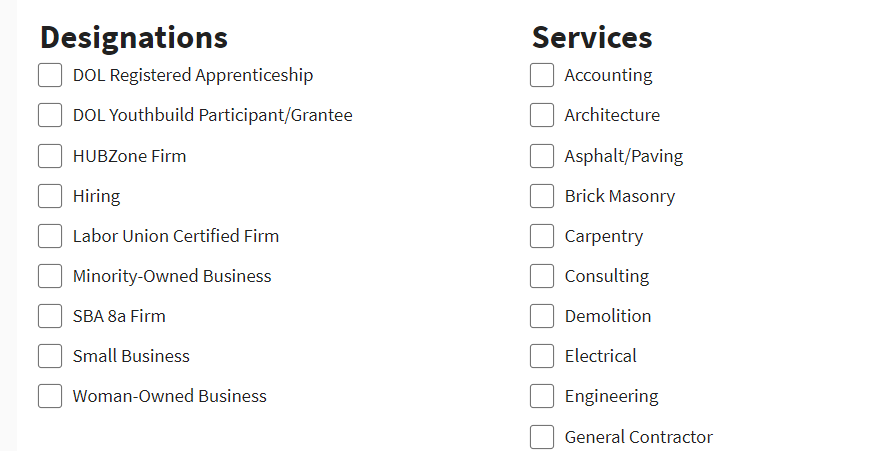 Designations
DOL Registered Apprenticeship
DOL Youthbuild Participant/Grantee
HUBZone Firm
Hiring
Labor Union Certified Firm
Minority-Owned Business
SBA 8a Firm
Small Business
Woman-Owned Business
Services
Accounting
Architecture
Asphalt/Paving
Brick Masonry
Carpentry
Consulting
Demolition
Electrical
Engineering
General Contractor